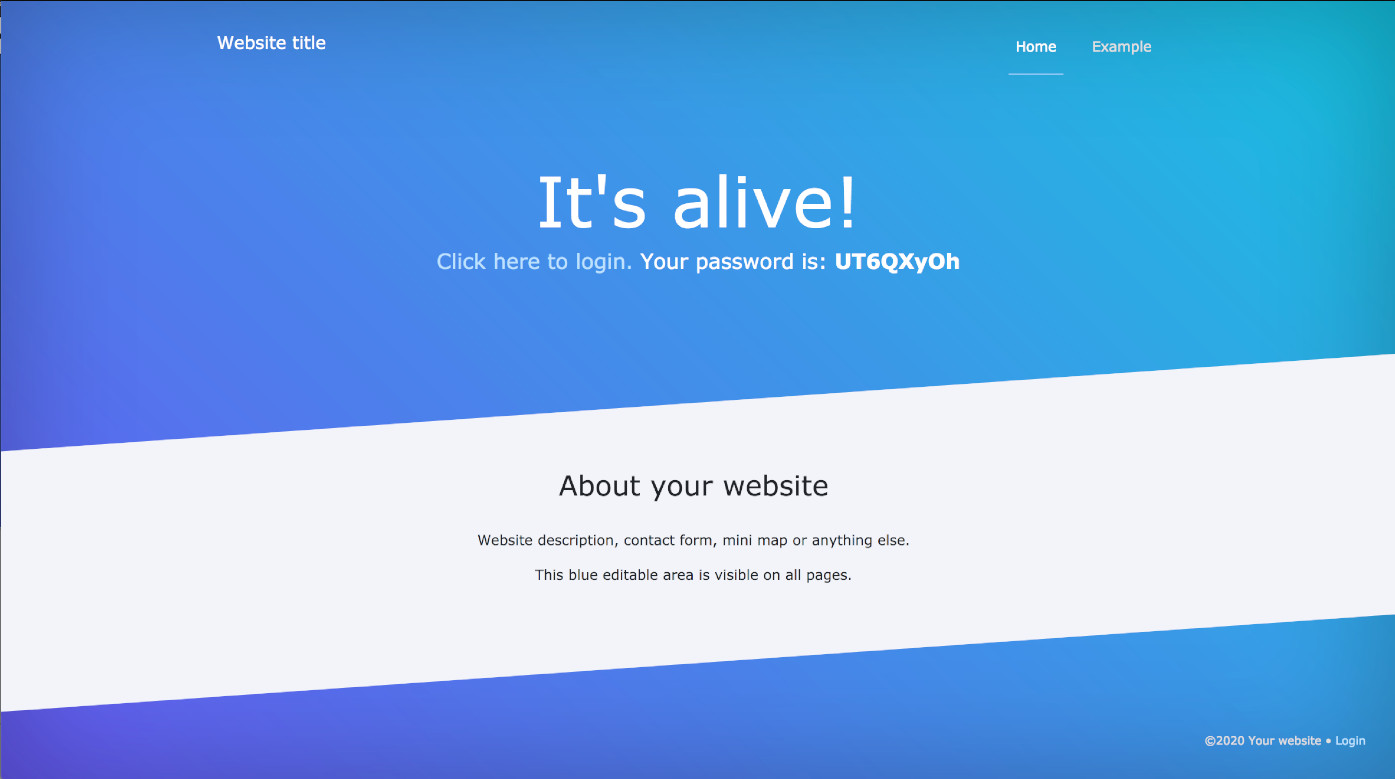 Website title
Home
Example
It's alive!
Click here to login. Your password is: UT6QXyOh
About your website
Website description, contact form, mini map or anything else.
This blue editable area is visible on all pages.
©2020 Your website • Login